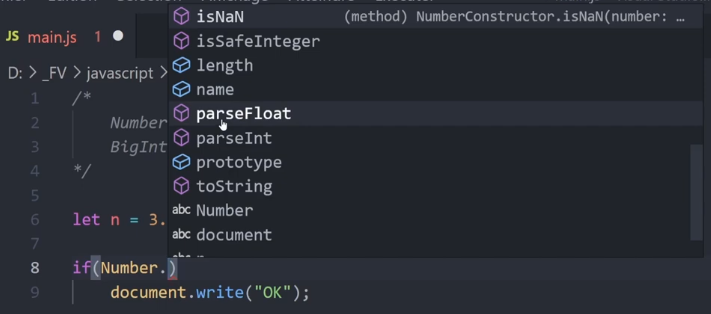 JS main.js 1
D: > _FV > javascript >
isNaN (method) NumberConstructor.isNaN(number: …
isSafeInteger
length
name
parseFloat
parseInt
prototype
toString
abc Number
abc document
1 /*
2 Number
3 BigInt
4 */
5
6 let n = 3.
7
8 if(Number.)
9 document.write("OK");